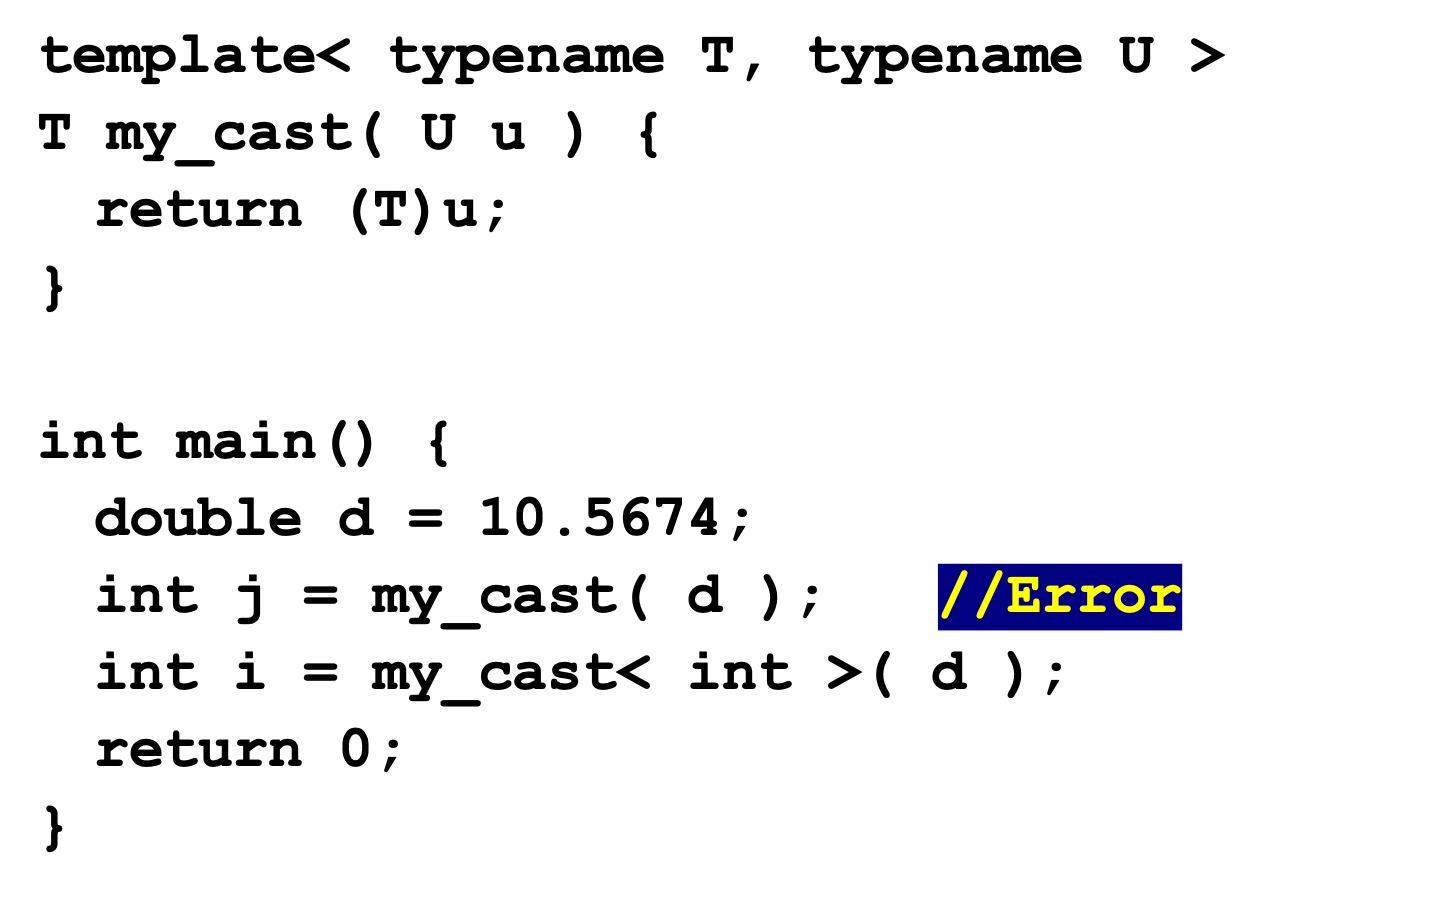 template< typename T, typename U >
T my_cast( U u ) {
  return (T)u;
}
int main() {
  double d = 10.5674;
  int j = my_cast( d );   //Error
  int i = my_cast< int >( d );
  return 0;
}